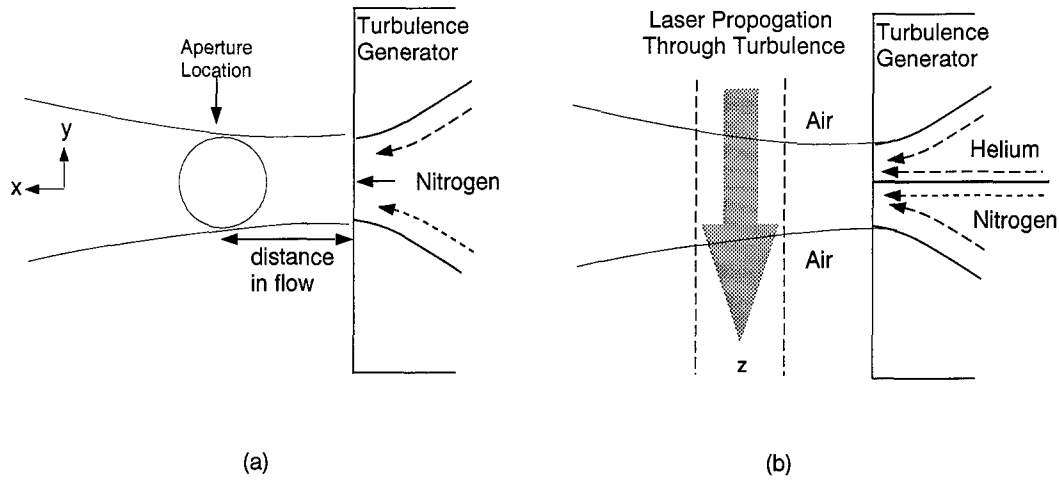 Aperture
Location
Turbulence
Generator
y
x
Nitrogen
distance
in flow
(a)
Laser Propogation
Through Turbulence
Turbulence
Generator
Air
Helium
Nitrogen
Air
z
(b)